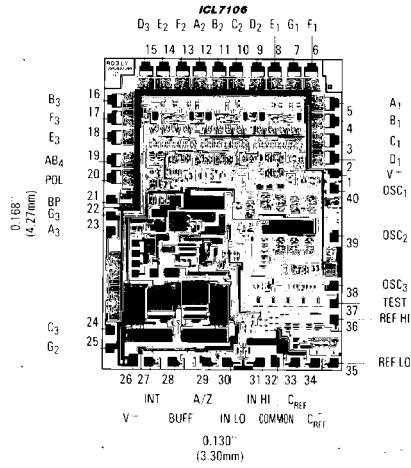 ICL7106
D3 E2 F2 A2 B2 C2 D2 E1 G1 F1
15 14 13 12 11 10 9 8 7 6
B3 16
F3 17
E3 18
AB4 19
POL 20
BP 21
22
G3
A3 23
C3 24
G2 25
5 A1
4 B1
3 C1
2 D1
1 V+
40 OSC1
39 OSC2
38 OSC3
37 TEST
36 REF HI
35 REF LO
0.168"
(4.27mm)
26 27 28 29 30 31 32 33 34
INT A/Z IN HI CREF
V− BUFF IN LO COMMON CREF
0.130"
(3.30mm)